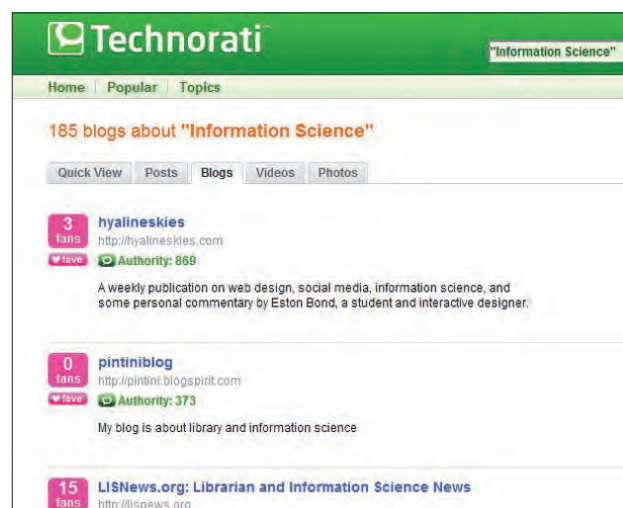 Technorati
"Information Science"
Home Popular Topics
185 blogs about "Information Science"
Quick View Posts Blogs Videos Photos
3 hyalineskies
fans http://hyalineskies.com
fave Authority: 869
A weekly publication on web design, social media, information science, and
some personal commentary by Eston Bond, a student and interactive designer.
0 pintiniblog
fans http://pintini.blogspirit.com
fave Authority: 373
My blog is about library and information science
15 LISNews.org: Librarian and Information Science News
fans http://lisnews.org